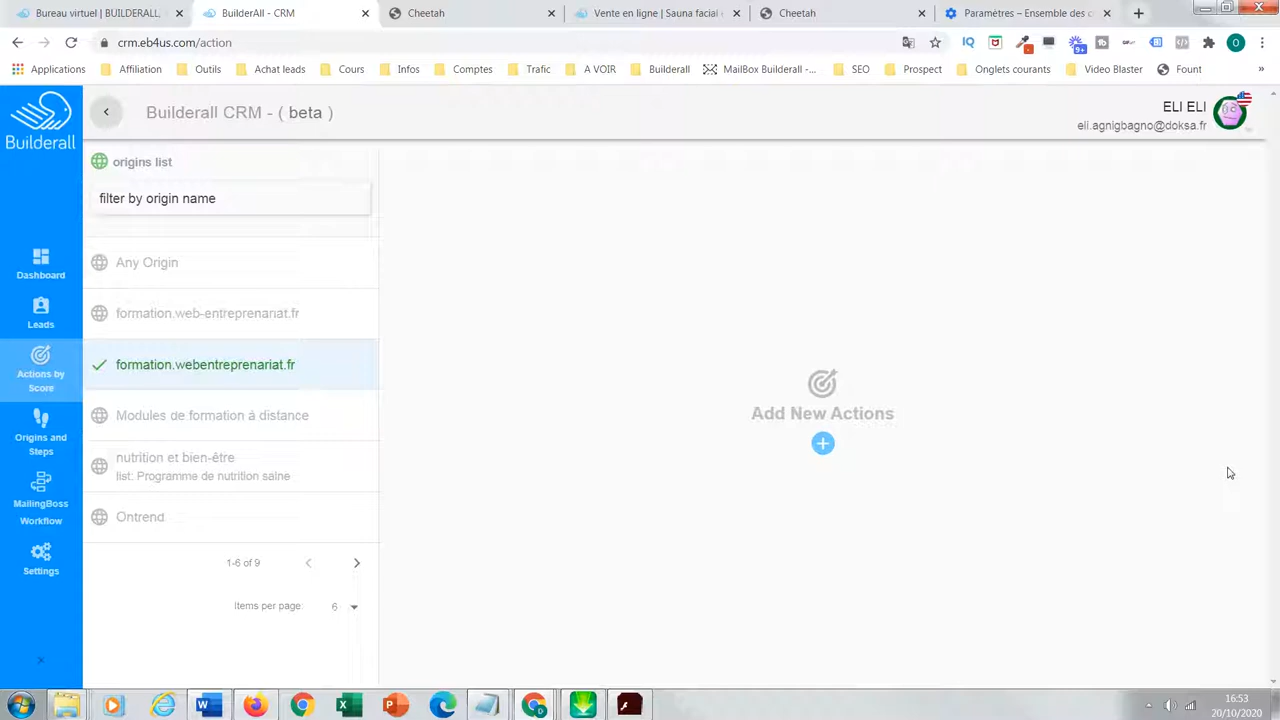 Bureau virtuel | BUILDERALL,
BuilderAll - CRM
Cheetah
Vente en ligne | Sauna facial
Cheetah
Paramètres – Ensemble des c
crm.eb4us.com/action
Applications
Affiliation
Outils
Achat leads
Cours
Infos
Comptes
Trafic
A VOIR
Builderall
MailBox Builderall -...
SEO
Prospect
Onglets courants
Video Blaster
Fount
»
Builderall
Builderall CRM - ( beta )
ELI ELI
eli.agnigbagno@doksa.fr
origins list
filter by origin name
Any Origin
formation.web-entreprenariat.fr
formation.webentreprenariat.fr
Modules de formation à distance
nutrition et bien-être
list: Programme de nutrition saine
Ontrend
1-6 of 9
Items per page
6
Dashboard
Leads
Actions by
Score
Origins and
Steps
MailingBoss
Workflow
Settings
Add New Actions
16:53
20/10/2020